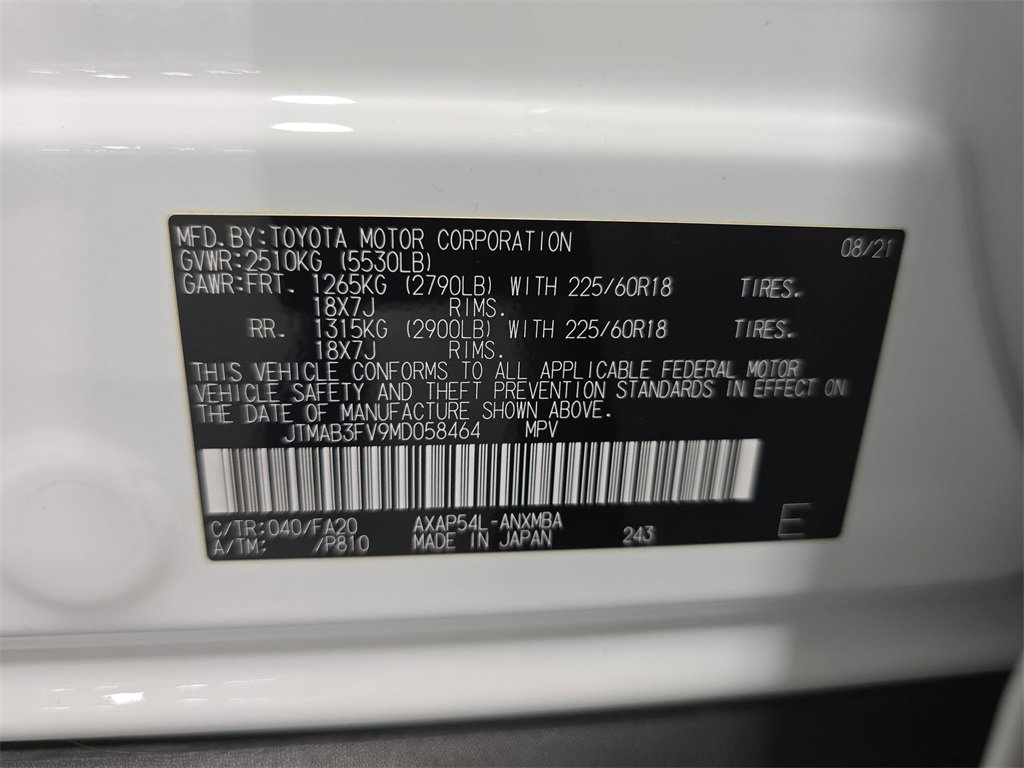 MFD.BY:TOYOTA MOTOR CORPORATION 08/21
GVWR:2510KG (5530LB)
GAWR:FRT. 1265KG (2790LB) WITH 225/60R18 TIRES.
18X7J RIMS.
RR. 1315KG (2900LB) WITH 225/60R18 TIRES.
18X7J RIMS.
THIS VEHICLE CONFORMS TO ALL APPLICABLE FEDERAL MOTOR
VEHICLE SAFETY AND THEFT PREVENTION STANDARDS IN EFFECT ON
THE DATE OF MANUFACTURE SHOWN ABOVE.
JTMAB3FV9MD058464 MPV
C/TR:040/FA20 AXAP54L-ANXMBA
A/TM: /P810 MADE IN JAPAN 243 E